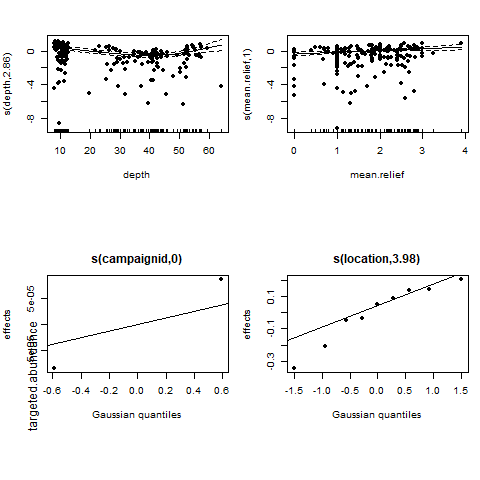 s(depth,2.86)
0
-4
-8
10 20 30 40 50 60
depth
s(mean.relief,1)
0
-4
-8
0 1 2 3 4
mean.relief
s(campaignid,0)
effects
5e-05
targeted.abundance
-0.6 -0.4 -0.2 0.0 0.2 0.4 0.6
Gaussian quantiles
s(location,3.98)
effects
0.1
-0.1
-0.3
-1.5 -1.0 -0.5 0.0 0.5 1.0 1.5
Gaussian quantiles